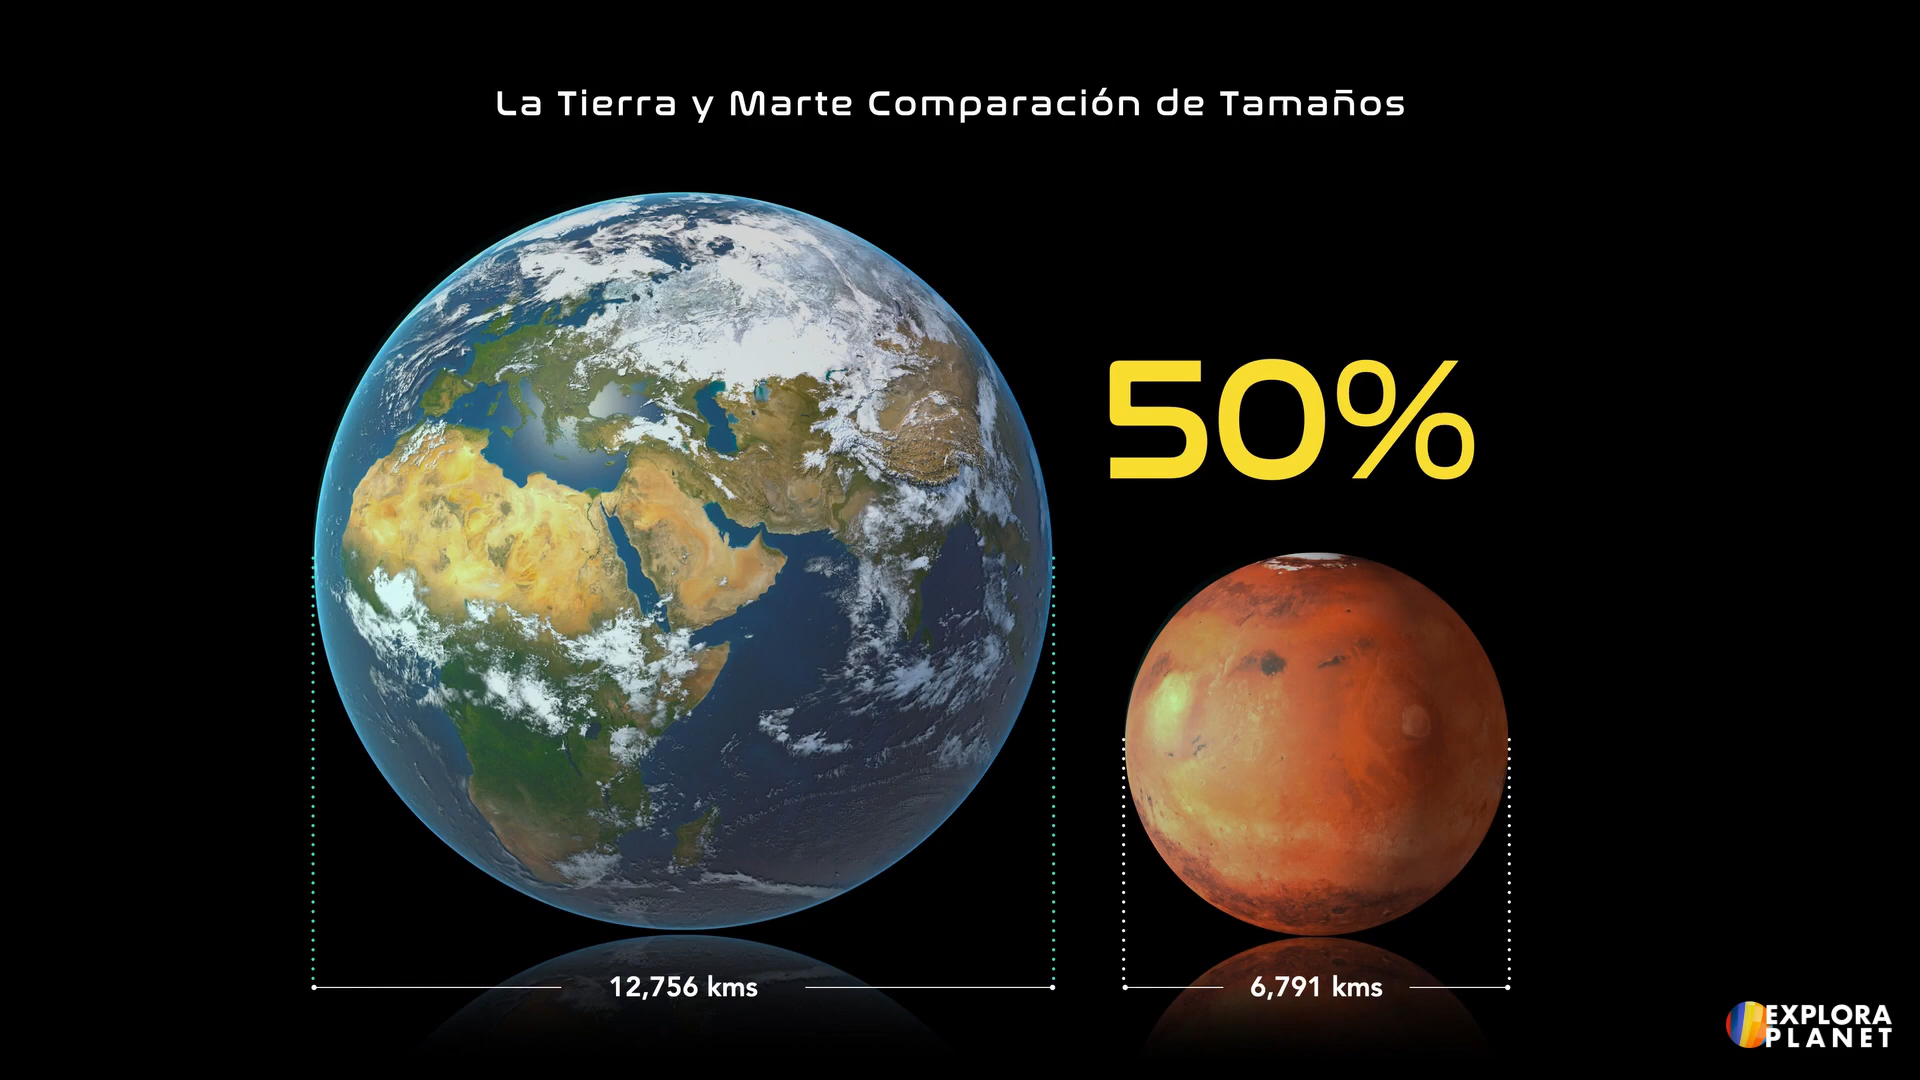 La Tierra y Marte Comparación de Tamaños
50%
12,756 kms
6,791 kms
EXPLORA
PLANET